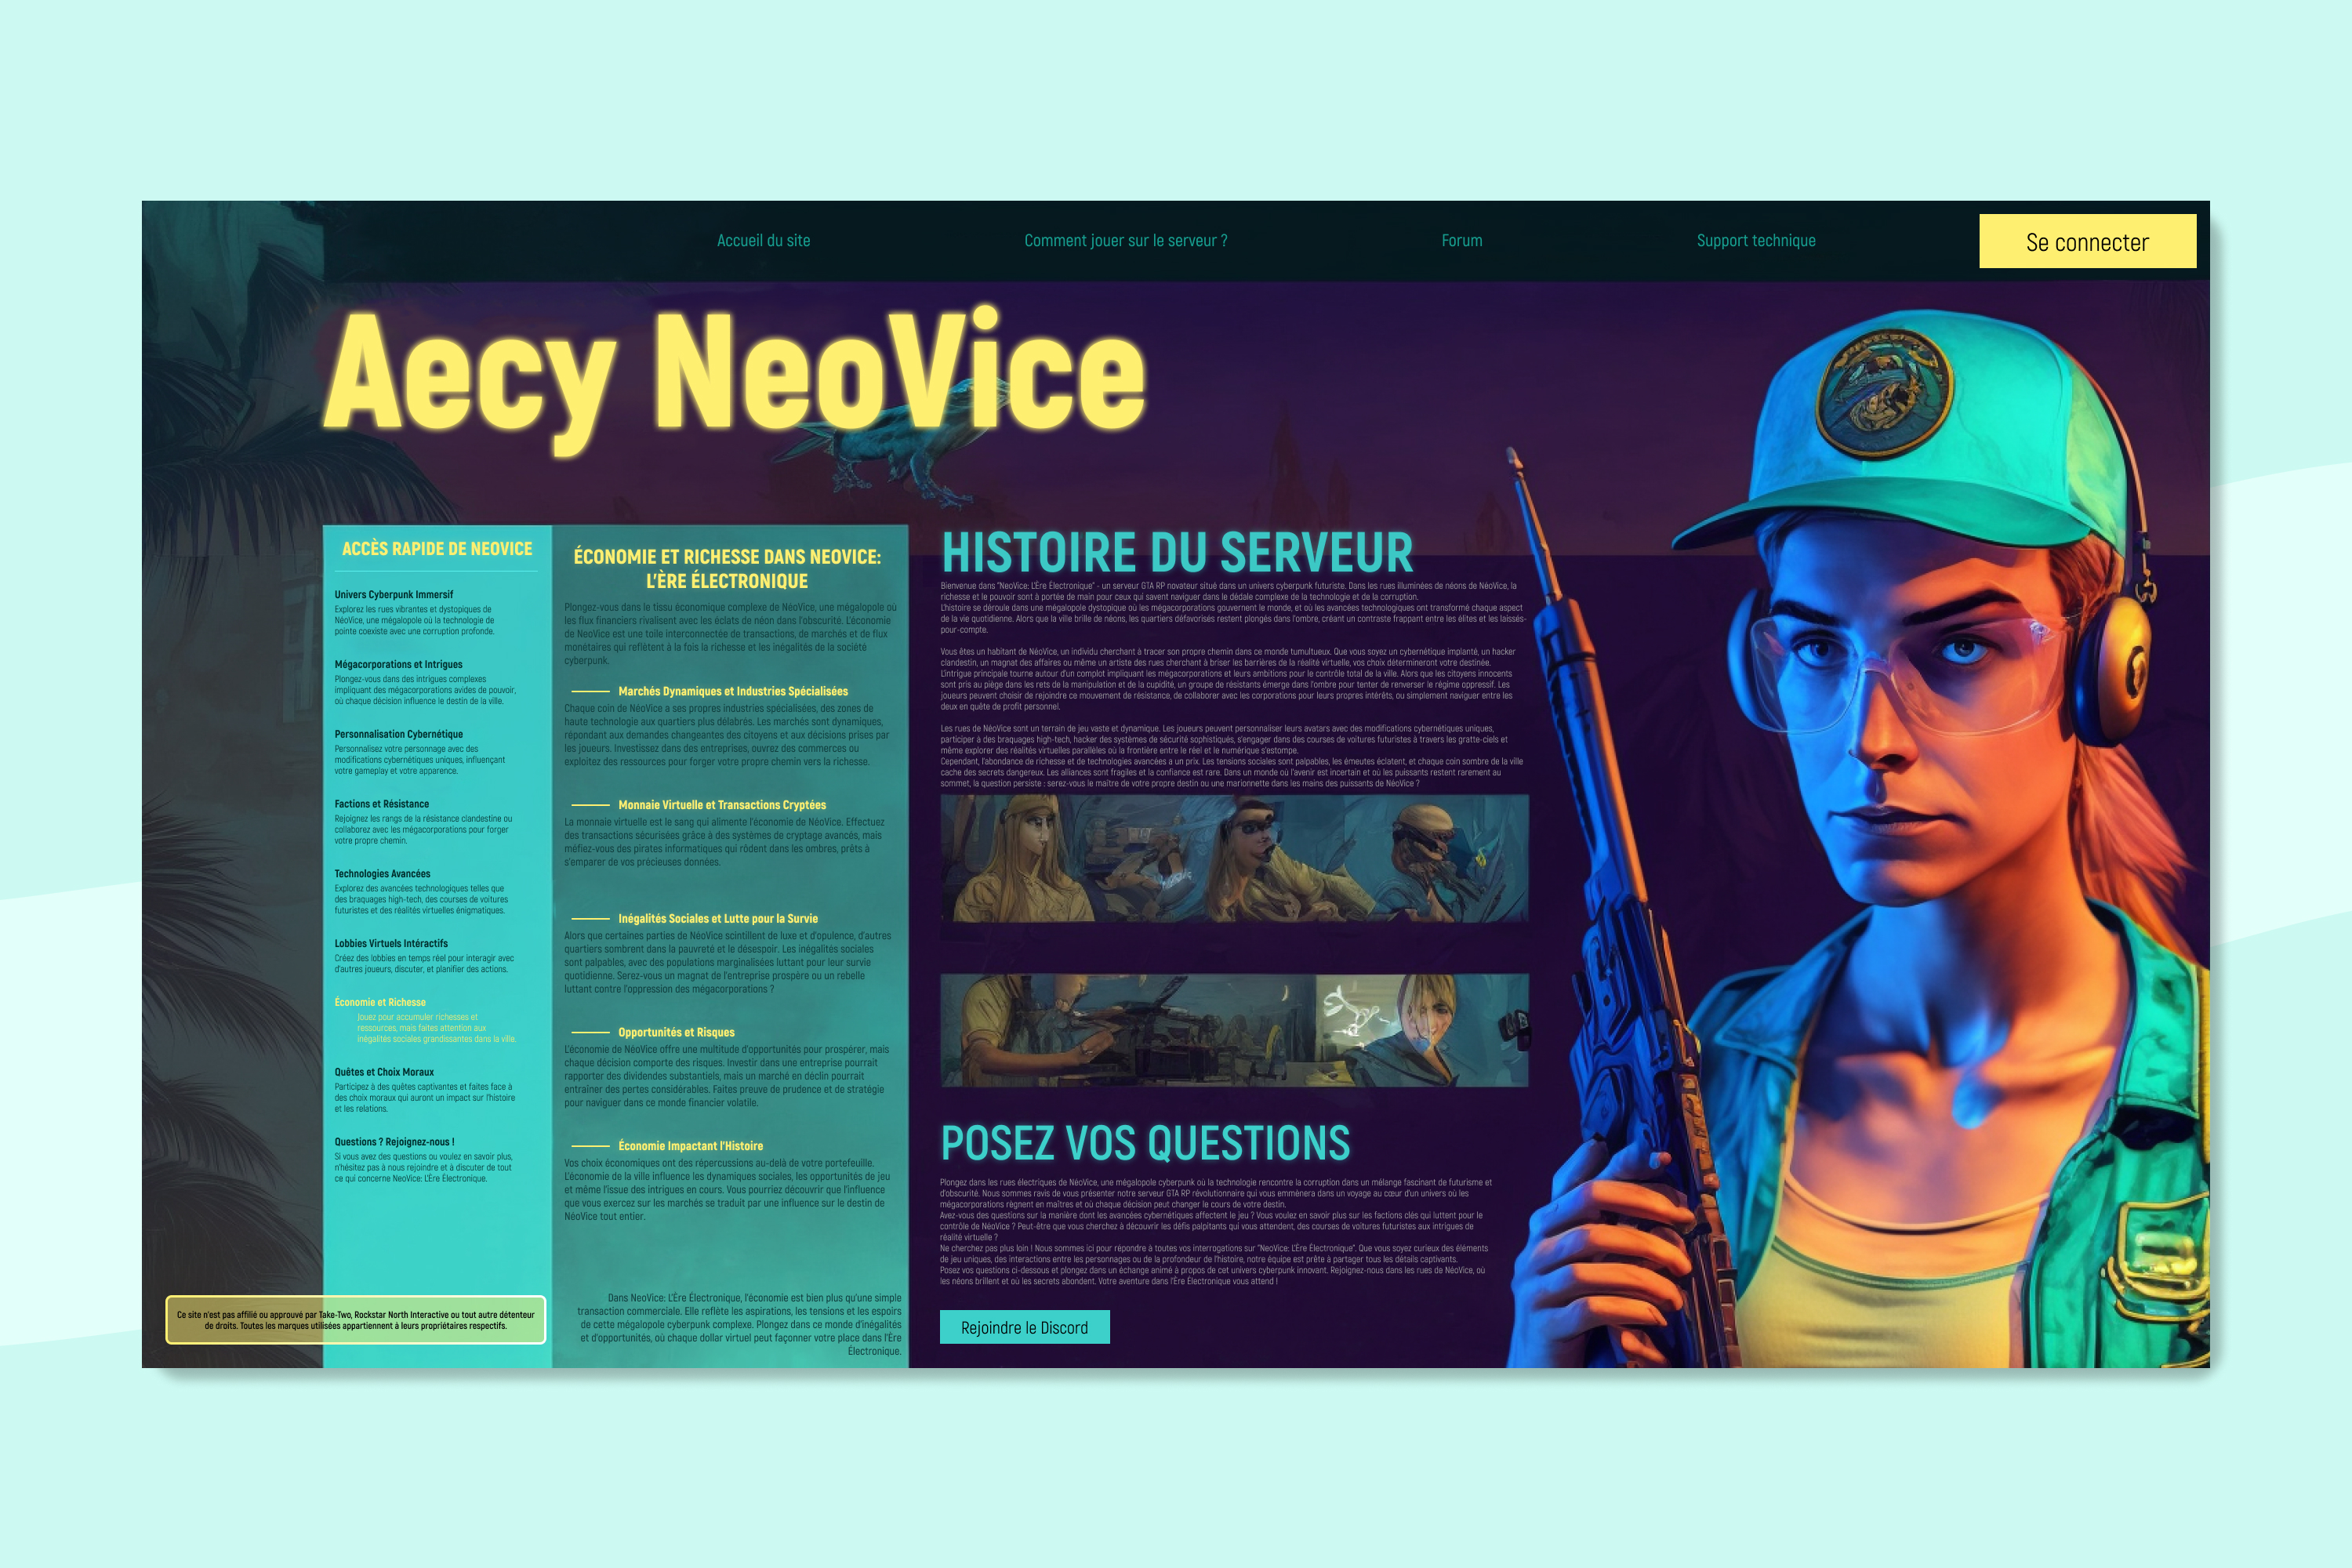 Accueil du site
Comment jouer sur le serveur ?
Forum
Support technique
Se connecter
Aecy NeoVice
ACCÈS RAPIDE DE NEOVICE
Univers Cyberpunk Immersif
Explorez les rues vibrantes et dystopiques de
NéoVice, une mégalopole où la technologie de
pointe coexiste avec une corruption profonde.
Mégacorporations et Intrigues
Plongez-vous dans des intrigues complexes
impliquant des mégacorporations avides de pouvoir,
où chaque décision influence le destin de la ville.
Personnalisation Cybernétique
Personnalisez votre personnage avec des
modifications cybernétiques uniques, influençant
votre gameplay et votre apparence.
Factions et Résistance
Rejoignez les rangs de la résistance clandestine ou
collaborez avec les mégacorporations pour forger
votre propre chemin.
Technologies Avancées
Explorez des avancées technologiques telles que
des braquages high-tech, des courses de voitures
futuristes et des réalités virtuelles énigmatiques.
Lobbies Virtuels Intéractifs
Créez des lobbies en temps réel pour interagir avec
d'autres joueurs, discuter, et planifier des actions.
Économie et Richesse
Jouez pour accumuler richesses et
ressources, mais faites attention aux
inégalités sociales grandissantes dans la ville.
Quêtes et Choix Moraux
Participez à des quêtes captivantes et faites face à
des choix moraux qui auront un impact sur l'histoire
et les relations.
Questions ? Rejoignez-nous !
Si vous avez des questions ou voulez en savoir plus,
n'hésitez pas à nous rejoindre et à discuter de tout
ce qui concerne NeoVice: L'Ère Électronique.
Ce site n'est pas affilié ou approuvé par Take-Two, Rockstar North Interactive ou tout autre détenteur
de droits. Toutes les marques utilisées appartiennent à leurs propriétaires respectifs.
ÉCONOMIE ET RICHESSE DANS NEOVICE:
L'ÈRE ÉLECTRONIQUE
Plongez-vous dans le tissu économique complexe de NéoVice, une mégalopole où
les flux financiers rivalisent avec les éclats de néon dans l'obscurité. L'économie
de NeoVice est une toile interconnectée de transactions, de marchés et de flux
monétaires qui reflètent à la fois la richesse et les inégalités de la société
cyberpunk.
Marchés Dynamiques et Industries Spécialisées
Chaque coin de NéoVice a ses propres industries spécialisées, des zones de
haute technologie aux quartiers plus délabrés. Les marchés sont dynamiques,
répondant aux demandes changeantes des citoyens et aux décisions prises par
les joueurs. Investissez dans des entreprises, ouvrez des commerces ou
exploitez des ressources pour forger votre propre chemin vers la richesse.
Monnaie Virtuelle et Transactions Cryptées
La monnaie virtuelle est le sang qui alimente l'économie de NéoVice. Effectuez
des transactions sécurisées grâce à des systèmes de cryptage avancés, mais
méfiez-vous des pirates informatiques qui rôdent dans les ombres, prêts à
s'emparer de vos précieuses données.
Inégalités Sociales et Lutte pour la Survie
Alors que certaines parties de NéoVice scintillent de luxe et d'opulence, d'autres
quartiers sombrent dans la pauvreté et le désespoir. Les inégalités sociales
sont palpables, avec des populations marginalisées luttant pour leur survie
quotidienne. Serez-vous un magnat de l'entreprise prospère ou un rebelle
luttant contre l'oppression des mégacorporations ?
Opportunités et Risques
L'économie de NéoVice offre une multitude d'opportunités pour prospérer, mais
chaque décision comporte des risques. Investir dans une entreprise pourrait
rapporter des dividendes substantiels, mais un marché en déclin pourrait
entraîner des pertes considérables. Faites preuve de prudence et de stratégie
pour naviguer dans ce monde financier volatile.
Économie Impactant l'Histoire
Vos choix économiques ont des répercussions au-delà de votre portefeuille.
L'économie de la ville influence les dynamiques sociales, les opportunités de jeu
et même l'issue des intrigues en cours. Vous pourriez découvrir que l'influence
que vous exercez sur les marchés se traduit par une influence sur le destin de
NéoVice tout entier.
Dans NeoVice: L'Ère Électronique, l'économie est bien plus qu'une simple
transaction commerciale. Elle reflète les aspirations, les tensions et les espoirs
de cette mégalopole cyberpunk complexe. Plongez dans ce monde d'inégalités
et d'opportunités, où chaque dollar virtuel peut façonner votre place dans l'Ère
Électronique.
HISTOIRE DU SERVEUR
Bienvenue dans "NeoVice: L'Ère Électronique" - un serveur GTA RP novateur situé dans un univers cyberpunk futuriste. Dans les rues illuminées de néons de NéoVice, la
richesse et le pouvoir sont à portée de main pour ceux qui savent naviguer dans le dédale complexe de la technologie et de la corruption.
L'histoire se déroule dans une mégalopole dystopique où les mégacorporations gouvernent le monde, et où les avancées technologiques ont transformé chaque aspect
de la vie quotidienne. Alors que la ville brille de néons, les quartiers défavorisés restent plongés dans l'ombre, créant un contraste frappant entre les élites et les laissés-
pour-compte.
Vous êtes un habitant de NéoVice, un individu cherchant à tracer son propre chemin dans ce monde tumultueux. Que vous soyez un cybernétique implanté, un hacker
clandestin, un magnat des affaires ou même un artiste des rues cherchant à briser les barrières de la réalité virtuelle, vos choix détermineront votre destinée.
L'intrigue principale tourne autour d'un complot impliquant les mégacorporations et leurs ambitions pour le contrôle total de la ville. Alors que les citoyens innocents
sont pris au piège dans les rets de la manipulation et de la cupidité, un groupe de résistants émerge dans l'ombre pour tenter de renverser le régime oppressif. Les
joueurs peuvent choisir de rejoindre ce mouvement de résistance, de collaborer avec les corporations pour leurs propres intérêts, ou simplement naviguer entre les
deux en quête de profit personnel.
Les rues de NéoVice sont un terrain de jeu vaste et dynamique. Les joueurs peuvent personnaliser leurs avatars avec des modifications cybernétiques uniques,
participer à des braquages high-tech, hacker des systèmes de sécurité sophistiqués, s'engager dans des courses de voitures futuristes à travers les gratte-ciels et
même explorer des réalités virtuelles parallèles où la frontière entre le réel et le numérique s'estompe.
Cependant, l'abondance de richesse et de technologies avancées a un prix. Les tensions sociales sont palpables, les émeutes éclatent, et chaque coin sombre de la ville
cache des secrets dangereux. Les alliances sont fragiles et la confiance est rare. Dans un monde où l'avenir est incertain et où les puissants restent rarement au
sommet, la question persiste : serez-vous le maître de votre propre destin ou une marionnette dans les mains des puissants de NéoVice ?
POSEZ VOS QUESTIONS
Plongez dans les rues électriques de NéoVice, une mégalopole cyberpunk où la technologie rencontre la corruption dans un mélange fascinant de futurisme et
d'obscurité. Nous sommes ravis de vous présenter notre serveur GTA RP révolutionnaire qui vous emmènera dans un voyage au cœur d'un univers où les
mégacorporations règnent en maîtres et où chaque décision peut changer le cours de votre destin.
Avez-vous des questions sur la manière dont les avancées cybernétiques affectent le jeu ? Vous voulez en savoir plus sur les factions clés qui luttent pour le
contrôle de NéoVice ? Peut-être que vous cherchez à découvrir les défis palpitants qui vous attendent, des courses de voitures futuristes aux intrigues de
réalité virtuelle ?
Ne cherchez pas plus loin ! Nous sommes ici pour répondre à toutes vos interrogations sur "NeoVice: L'Ère Électronique". Que vous soyez curieux des éléments
de jeu uniques, des interactions entre les personnages ou de la profondeur de l'histoire, notre équipe est prête à partager tous les détails captivants.
Posez vos questions ci-dessous et plongez dans un échange animé à propos de cet univers cyberpunk innovant. Rejoignez-nous dans les rues de NéoVice, où
les néons brillent et où les secrets abondent. Votre aventure dans l'Ère Électronique vous attend !
Rejoindre le Discord